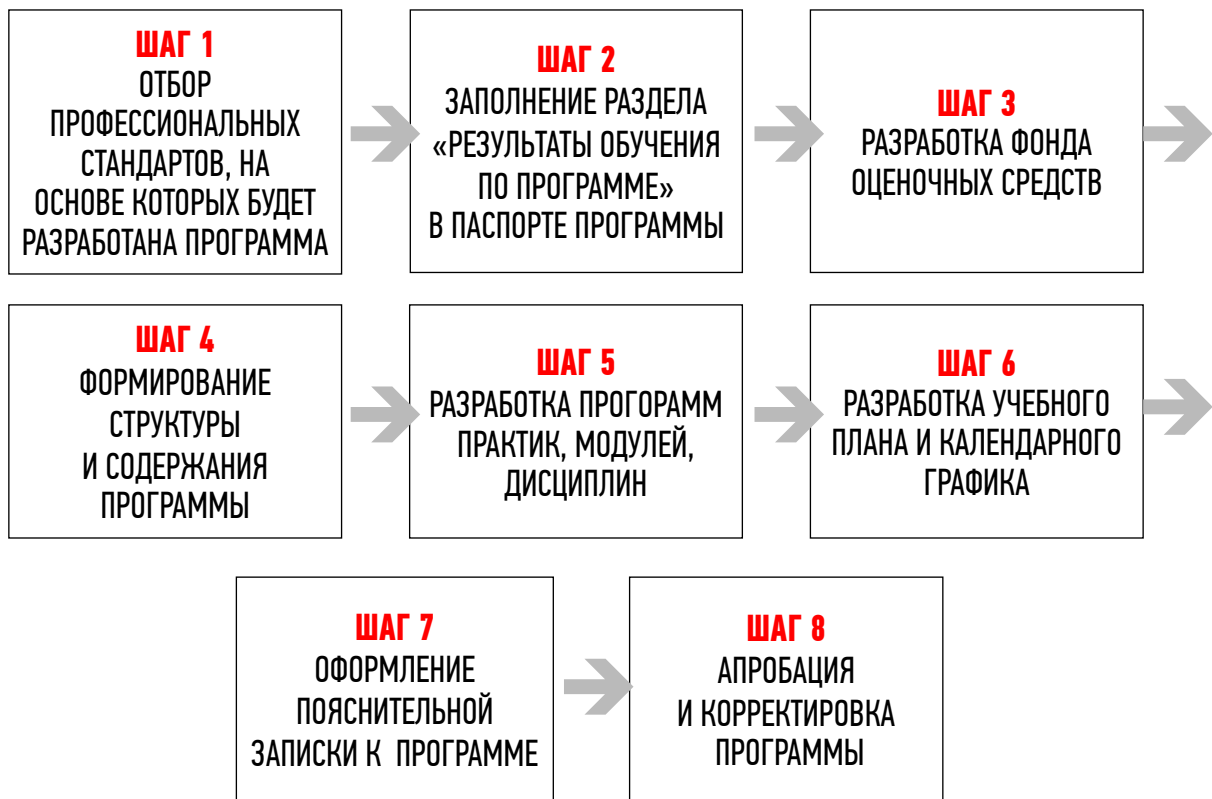 ШАГ 1
ОТБОР
ПРОФЕССИОНАЛЬНЫХ
СТАНДАРТОВ, НА
ОСНОВЕ КОТОРЫХ БУДЕТ
РАЗРАБОТАНА ПРОГРАММА
ШАГ 2
ЗАПОЛНЕНИЕ РАЗДЕЛА
«РЕЗУЛЬТАТЫ ОБУЧЕНИЯ
ПО ПРОГРАММЕ»
В ПАСПОРТЕ ПРОГРАММЫ
ШАГ 3
РАЗРАБОТКА ФОНДА
ОЦЕНОЧНЫХ СРЕДСТВ
ШАГ 4
ФОРМИРОВАНИЕ
СТРУКТУРЫ
И СОДЕРЖАНИЯ
ПРОГРАММЫ
ШАГ 5
РАЗРАБОТКА ПРОГОРАММ
ПРАКТИК, МОДУЛЕЙ,
ДИСЦИПЛИН
ШАГ 6
РАЗРАБОТКА УЧЕБНОГО
ПЛАНА И КАЛЕНДАРНОГО
ГРАФИКА
ШАГ 7
ОФОРМЛЕНИЕ
ПОЯСНИТЕЛЬНОЙ
ЗАПИСКИ К ПРОГРАММЕ
ШАГ 8
АПРОБАЦИЯ
И КОРРЕКТИРОВКА
ПРОГРАММЫ